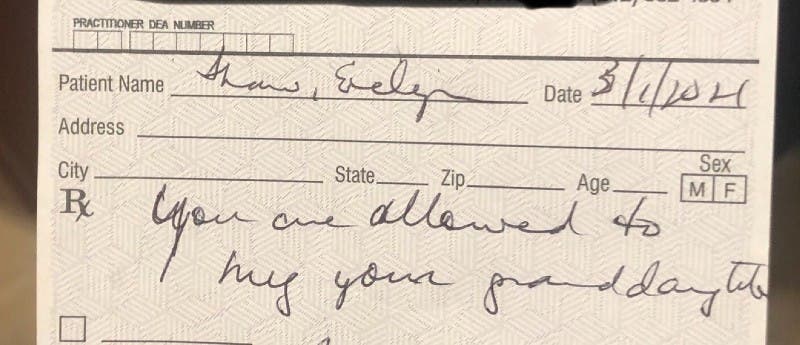 PRACTITIONER DEA NUMBER
Patient Name Shaw, Evelyn Date 3/1/2021
Address
City State Zip Age Sex
M F
Rx You are allowed to
hug your granddaughter